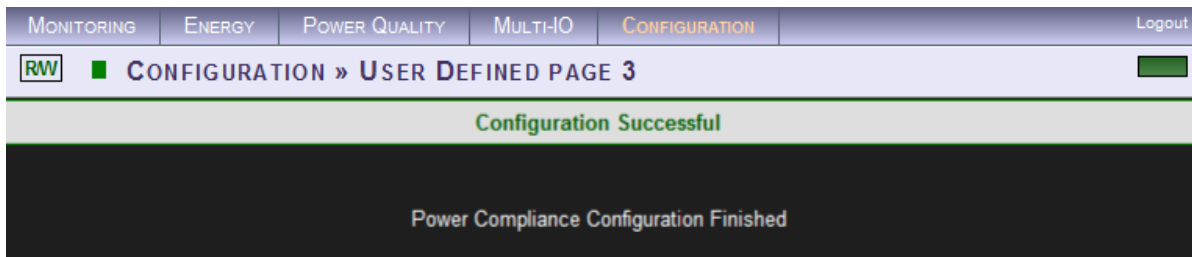 MONITORING ENERGY POWER QUALITY MULTI-IO CONFIGURATION Logout
R/W CONFIGURATION » USER DEFINED PAGE 3
Configuration Successful
Power Compliance Configuration Finished